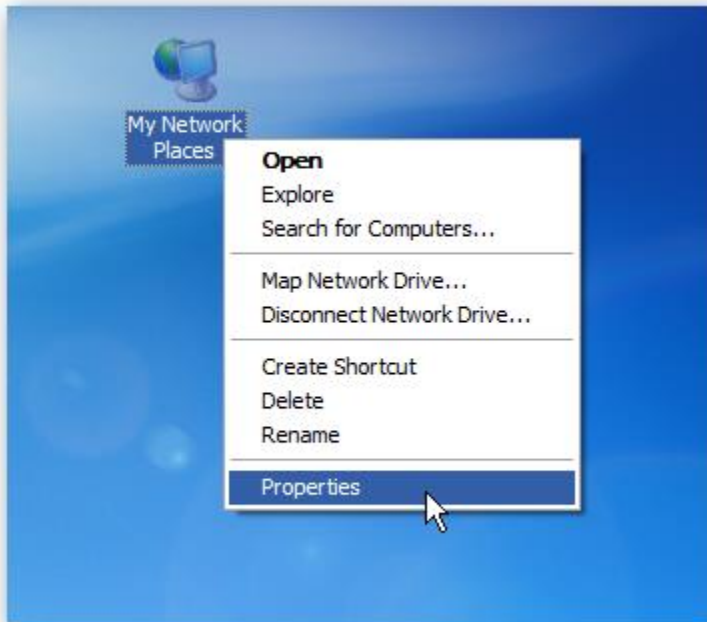 My Network
Places
Open
Explore
Search for Computers...
Map Network Drive...
Disconnect Network Drive...
Create Shortcut
Delete
Rename
Properties